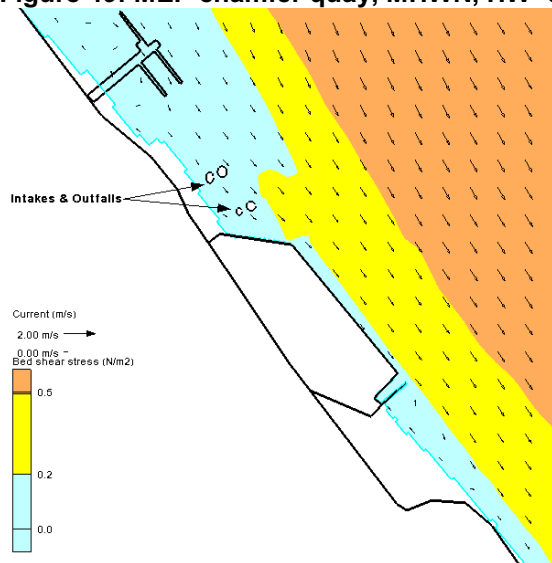 Intakes & Outfalls
Current (m/s)
2.00 m/s
0.00 m/s
Bed shear stress (N/m2)
0.5
0.2
0.0